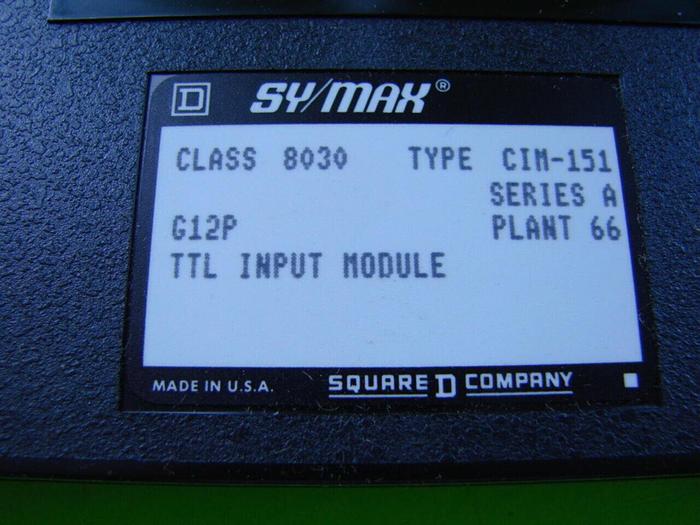 D SY/MAX®
CLASS 8030 TYPE CIM-151
SERIES A
G12P PLANT 66
TTL INPUT MODULE
MADE IN U.S.A. SQUARE D COMPANY